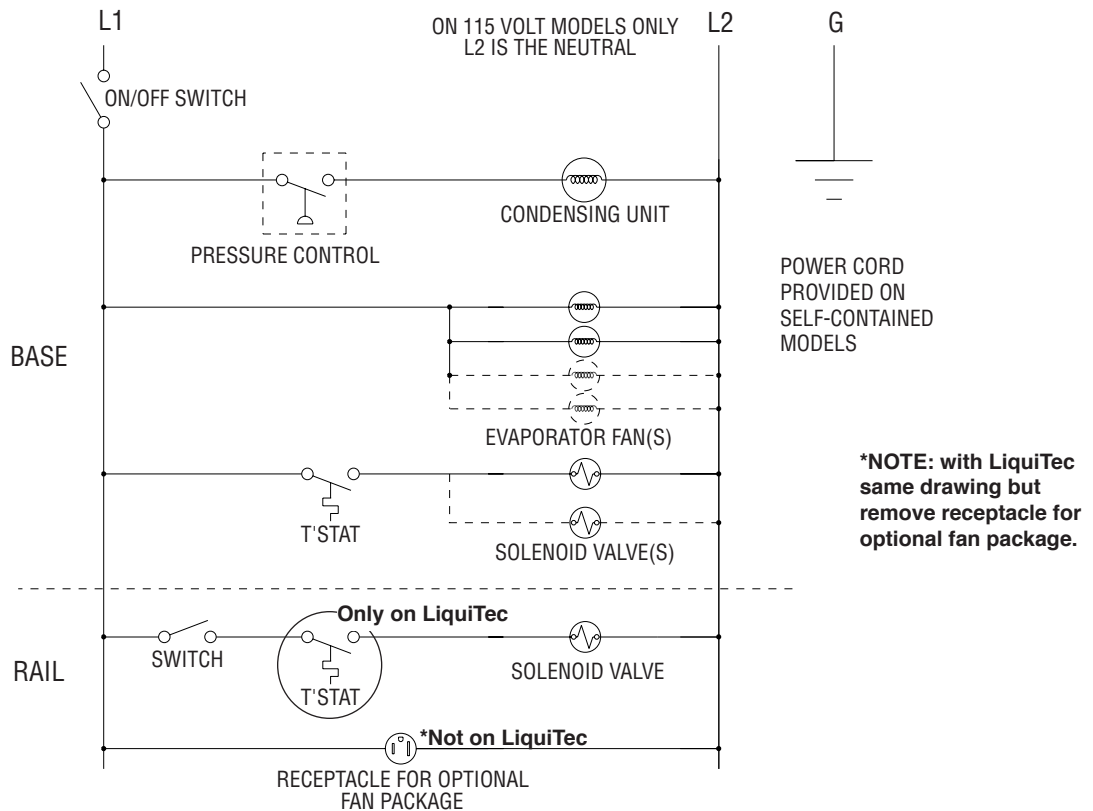 L1
ON 115 VOLT MODELS ONLY
L2 IS THE NEUTRAL
L2
G
ON/OFF SWITCH
CONDENSING UNIT
PRESSURE CONTROL
POWER CORD
PROVIDED ON
SELF-CONTAINED
MODELS
BASE
EVAPORATOR FAN(S)
*NOTE: with LiquiTec
same drawing but
remove receptacle for
optional fan package.
T'STAT
SOLENOID VALVE(S)
Only on LiquiTec
SWITCH
RAIL
T'STAT
SOLENOID VALVE
*Not on LiquiTec
RECEPTACLE FOR OPTIONAL
FAN PACKAGE